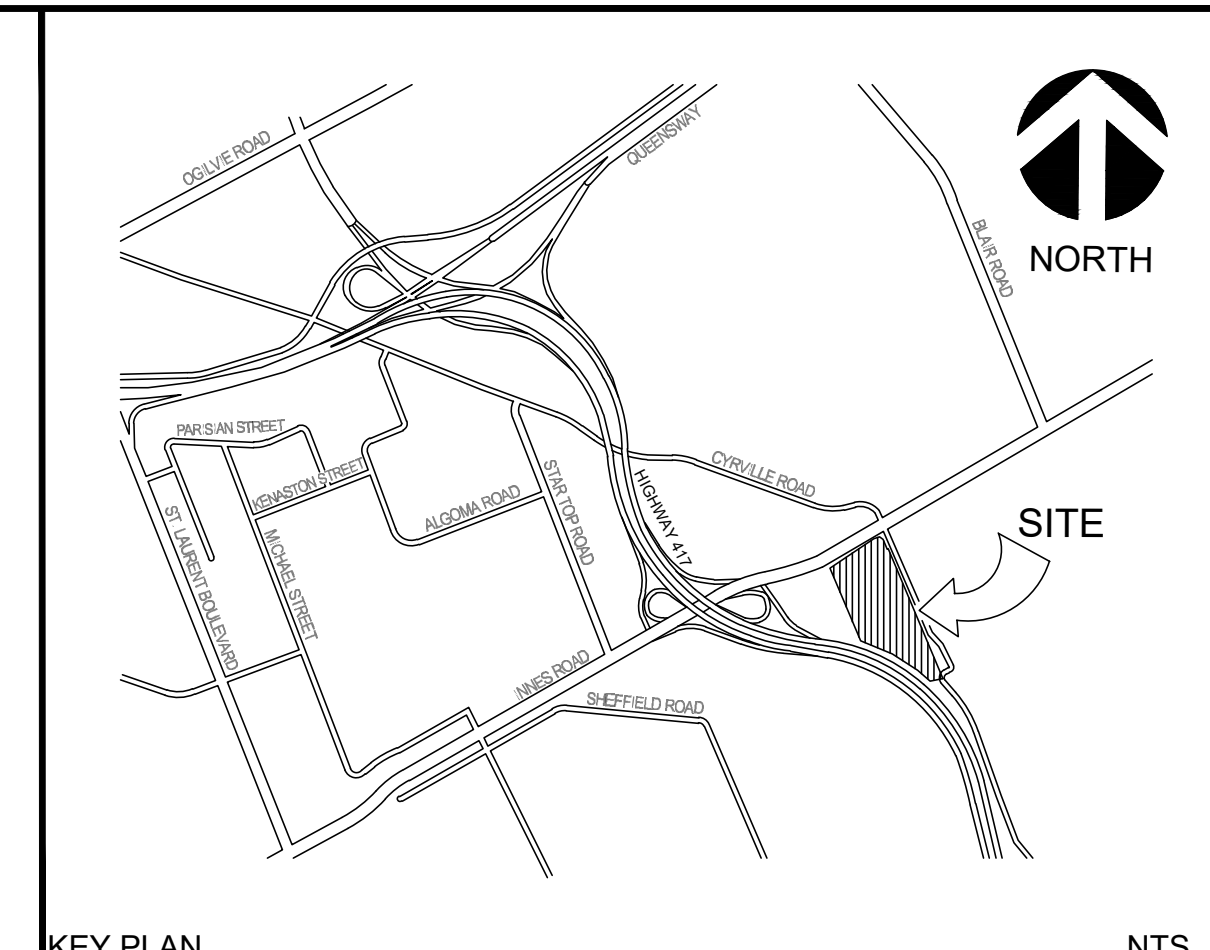 OGILVIE ROAD
QUEENSWAY
BLAIR ROAD
NORTH
PARISIAN STREET
KENASTON STREET
ALGOMA ROAD
STAR TOP ROAD
CYRVILLE ROAD
HIGHWAY 417
SITE
ST. LAURENT BOULEVARD
MICHAEL STREET
INNES ROAD
SHEFFIELD ROAD
KEY PLAN
NTS